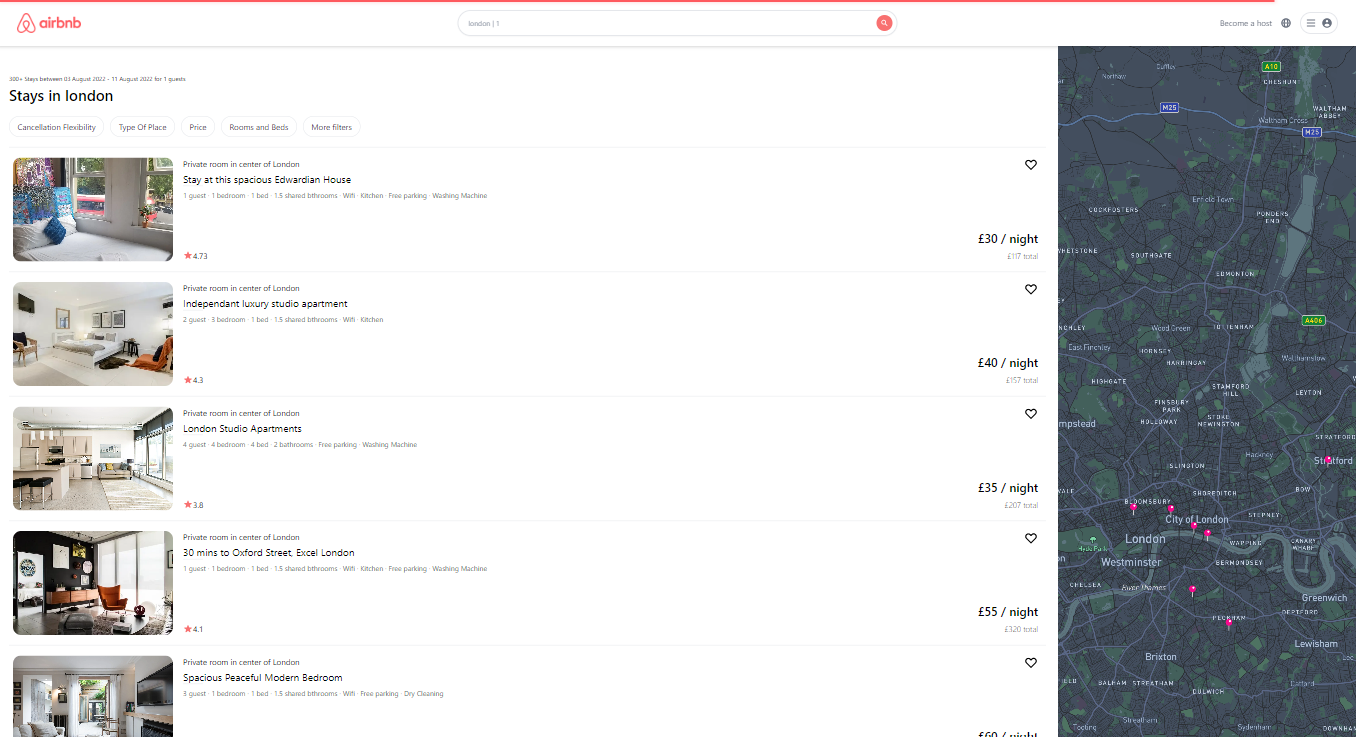 airbnb
london | 1
Become a host
300+ Stays between 03 August 2022 - 11 August 2022 for 1 guests
Stays in london
Cancellation Flexibility
Type Of Place
Price
Rooms and Beds
More filters
Private room in center of London
Stay at this spacious Edwardian House
1 guest · 1 bedroom · 1 bed · 1.5 shared bthrooms · Wifi · Kitchen · Free parking · Washing Machine
£30 / night
4.73
£117 total
Private room in center of London
Independant luxury studio apartment
2 guest · 3 bedroom · 1 bed · 1.5 shared bthrooms · Wifi · Kitchen
£40 / night
4.3
£157 total
Private room in center of London
London Studio Apartments
4 guest · 4 bedroom · 4 bed · 2 bathrooms · Free parking · Washing Machine
£35 / night
3.8
£207 total
Private room in center of London
30 mins to Oxford Street, Excel London
1 guest · 1 bedroom · 1 bed · 1.5 shared bthrooms · Wifi · Kitchen · Free parking · Washing Machine
£55 / night
4.1
£320 total
Private room in center of London
Spacious Peaceful Modern Bedroom
3 guest · 1 bedroom · 1 bed · 1.5 shared bthrooms · Wifi · Free parking · Dry Cleaning
£60 / night
Cuffley
A10
Northaw
CHESHUN
M25
WALTHAM
ABBEY
Waltham Cross
M25
Enfield Town
COCKFOSTERS
PONDERS
END
WHETSTONE
SOUTHGATE
EDMONTON
A406
NCHLEY
Wood Green
TOTTENHAM
East Finchley
HORNSEY
HARRINGAY
Walthamslow
HIGHGATE
STAMFORD
HILL
LEYTON
FINSBURY
PARK
mpstead
HOLLOWAY
STOKE
NEWINGTON
STRATFORD
Hackney
Stratford
ISLINGTON
VALE
SHOREDITCH
BOW
BLOOMSBURY
City of London
STEPNEY
London
WAPPING
CANARY
WHARF
Hyde Park
Westminster
BERMONDSEY
CHELSEA
River Thames
Greenwich
DEPTFORD
PECKHAM
Lewisham
Brixton
Lee
BALHAM
STREATHAM
Catford
DULWICH
Streatham
Tooting
Sydenham
DOWNHAM